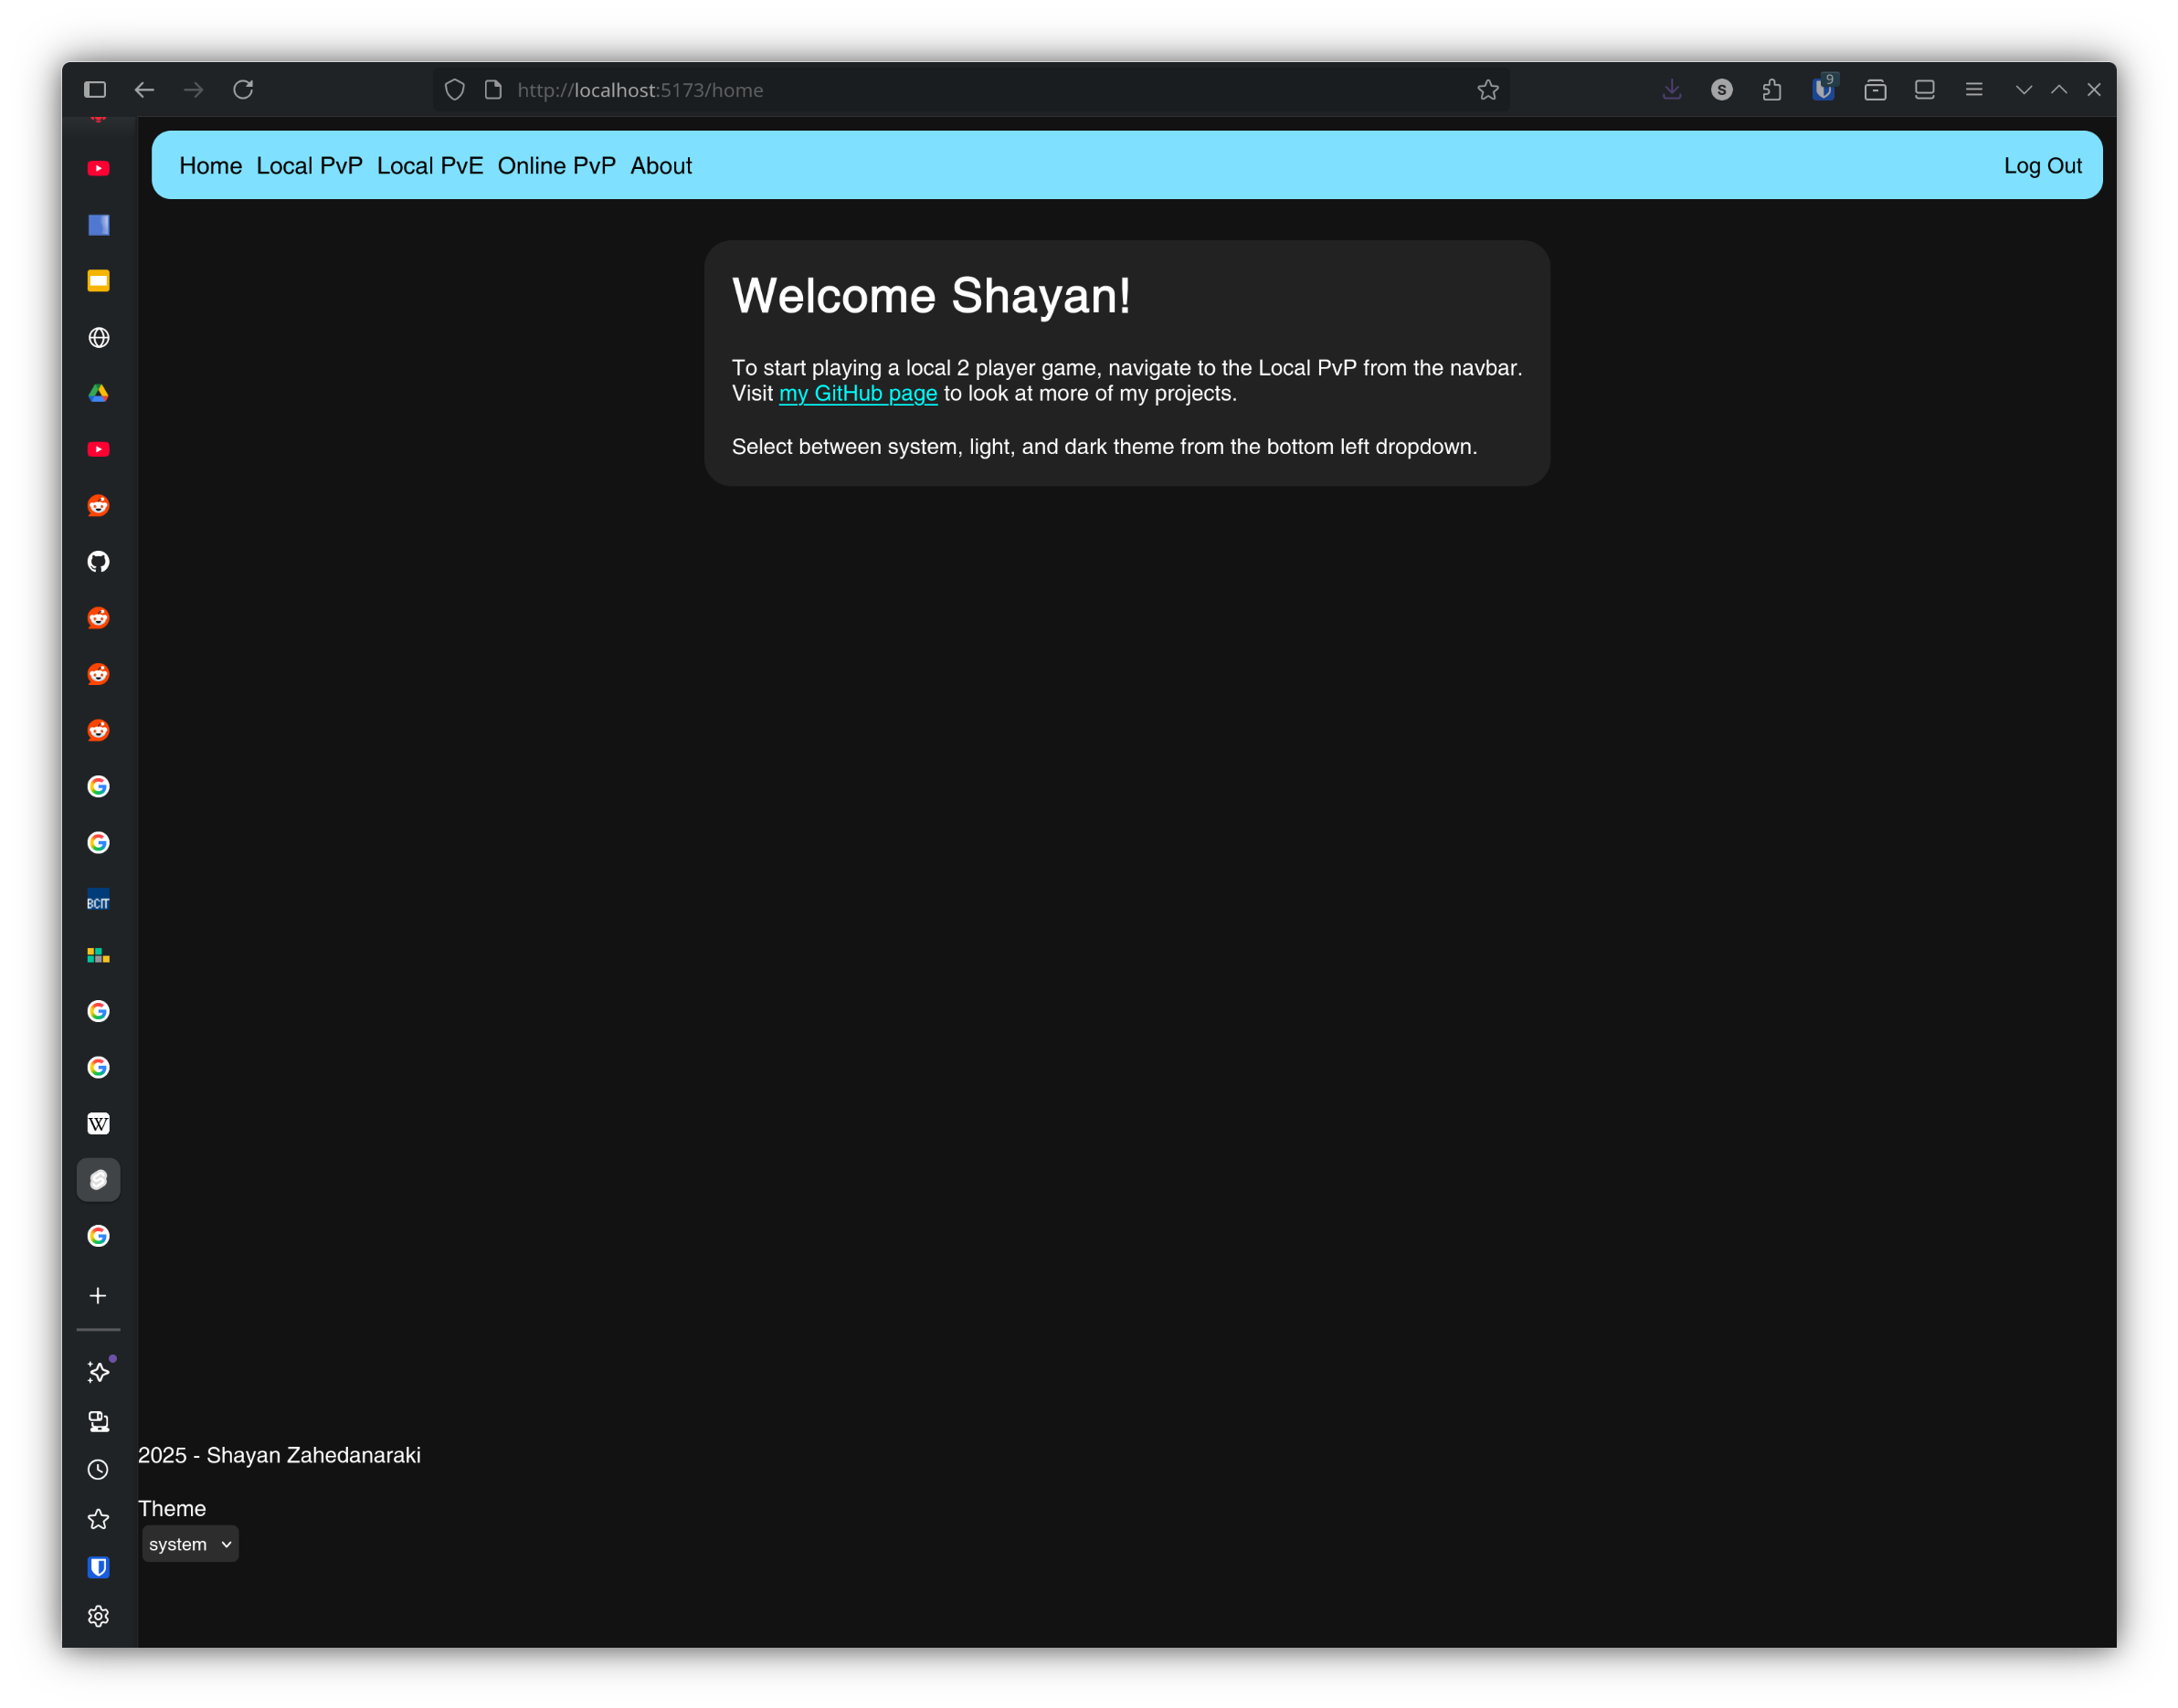 http://localhost:5173/home
S
9
Home Local PvP Local PvE Online PvP About
Log Out
Welcome Shayan!
To start playing a local 2 player game, navigate to the Local PvP from the navbar.
Visit my GitHub page to look at more of my projects.
Select between system, light, and dark theme from the bottom left dropdown.
BCIT
W
2025 - Shayan Zahedanaraki
Theme
system